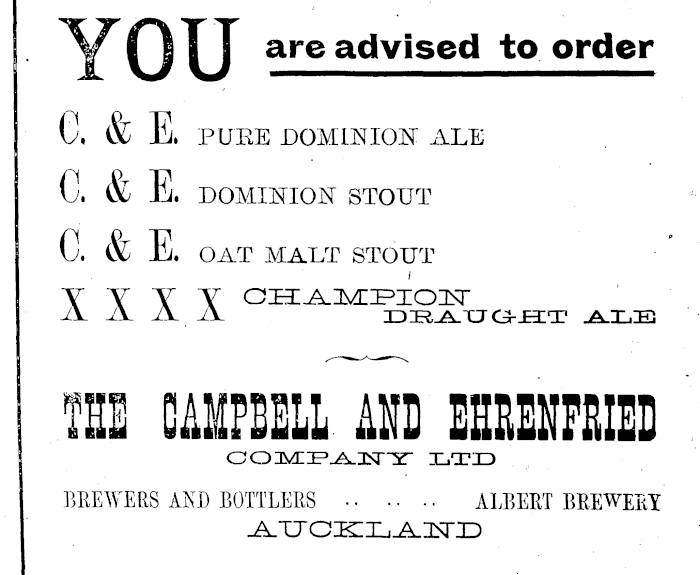 YOU are advised to order
C. & E. PURE DOMINION ALE
C. & E. DOMINION STOUT
C. & E. OAT MALT STOUT
X X X X CHAMPION
DRAUGHT ALE
THE CAMPBELL AND EHRENFRIED
COMPANY LTD
BREWERS AND BOTTLERS .. .. .. ALBERT BREWERY
AUCKLAND